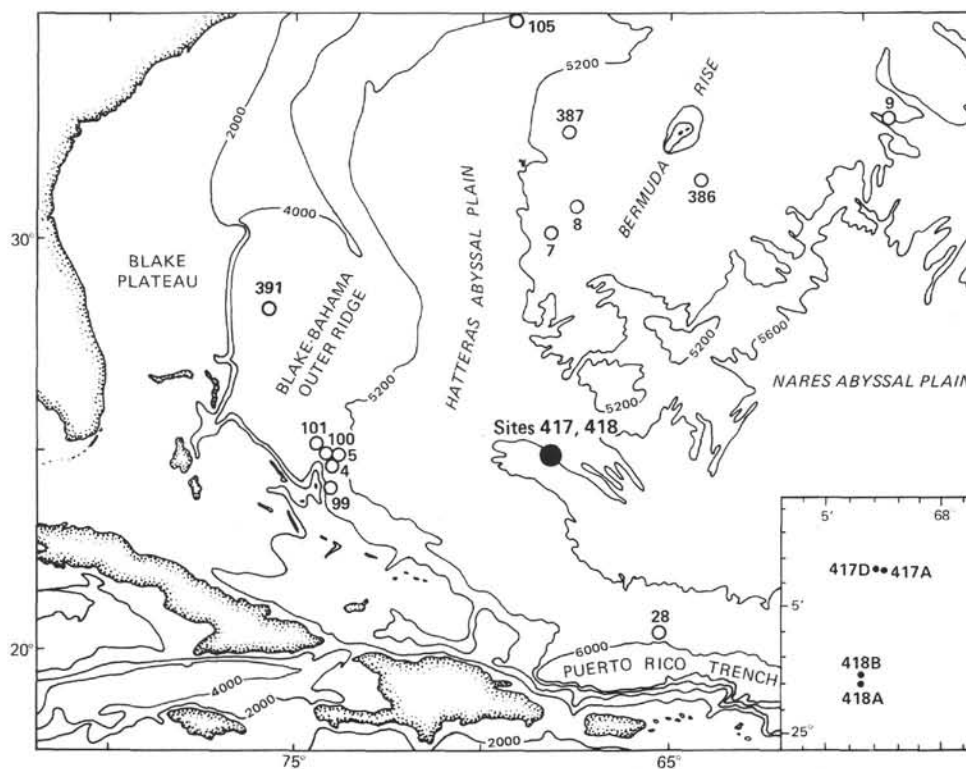 105
5200
RISE
9
2000
387
BERMUDA
386
8
7
4000
30°
BLAKE
PLATEAU
HATTERAS ABYSSAL PLAIN
391
BLAKE-BAHAMA
OUTER RIDGE
5200
5600
5200
NARES ABYSSAL PLAIN
5200
Sites 417, 418
101
100
5
4
99
5'
68
417D
417A
5'
28
6000
PUERTO RICO TRENCH
418B
418A
25°
20°
4000
2000
2000
75°
65°